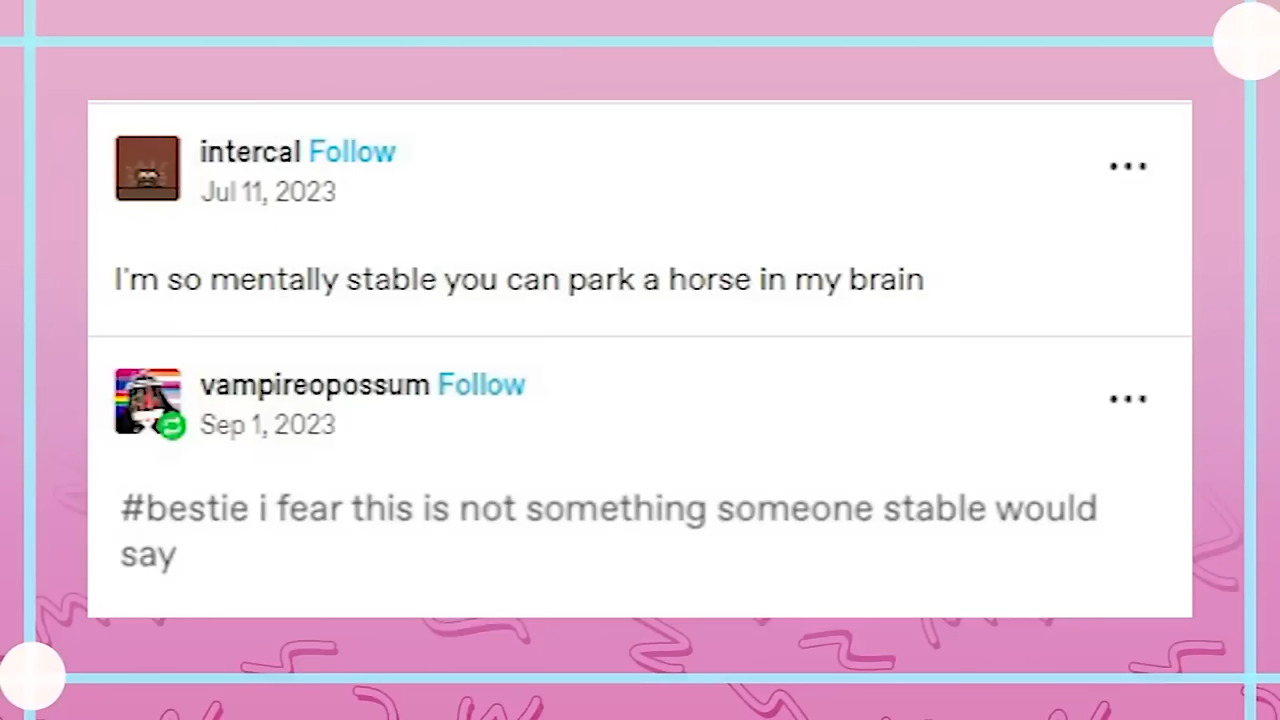 intercal Follow
Jul 11, 2023
I'm so mentally stable you can park a horse in my brain
vampireopossum Follow
Sep 1, 2023
#bestie i fear this is not something someone stable would
say